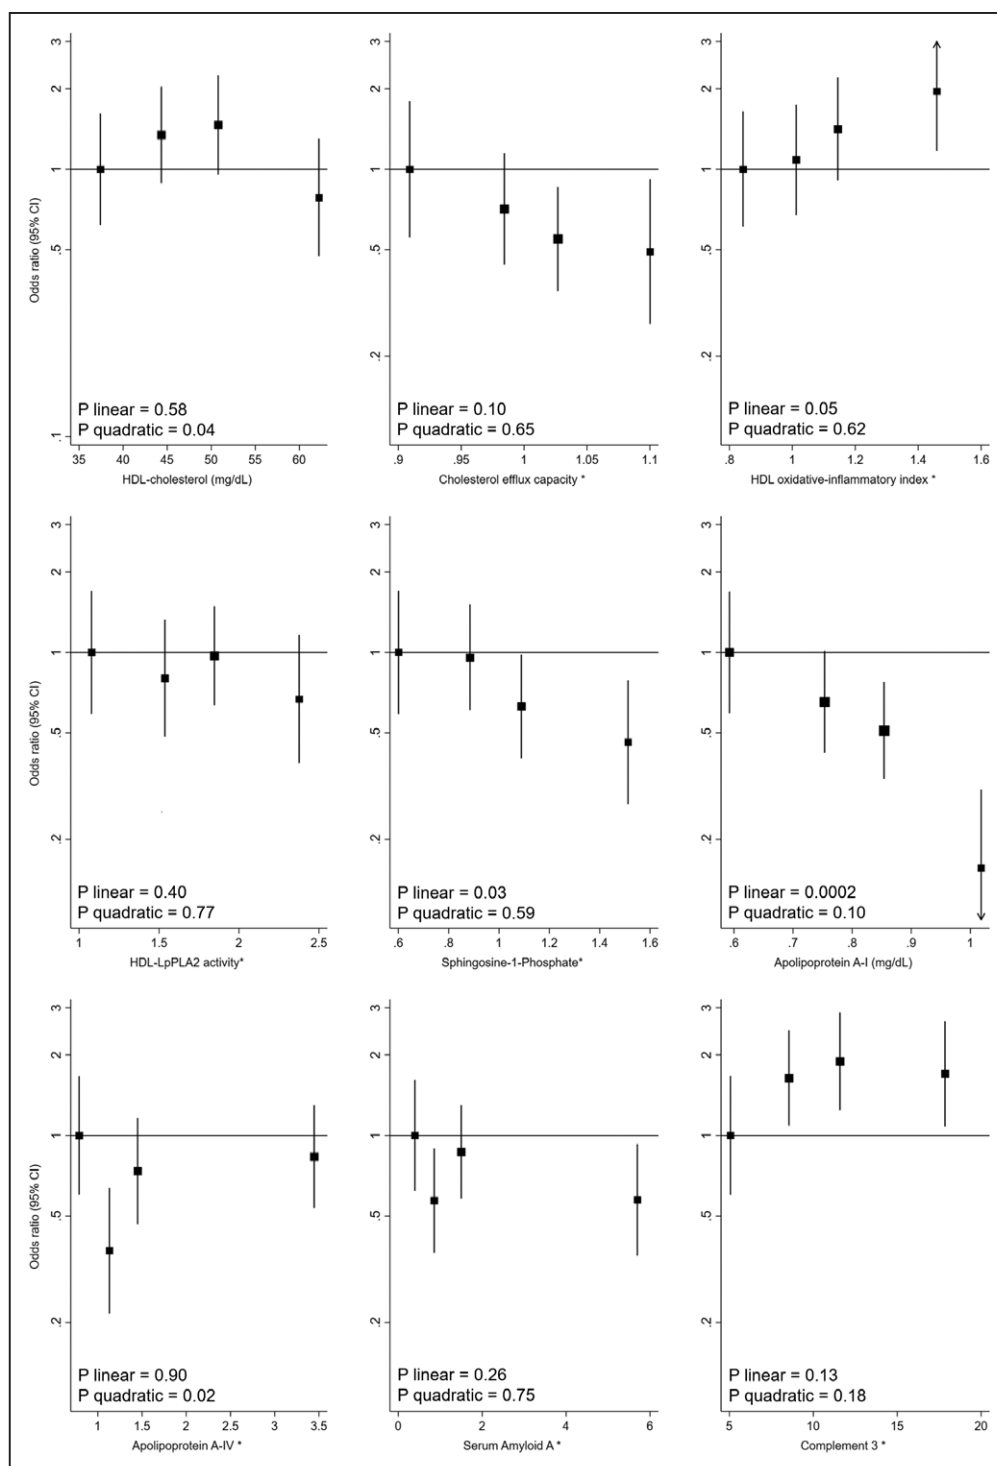 3
2
1
.5
.2
.1
Odds ratio (95% CI)
P linear = 0.58
P quadratic = 0.04
35 40 45 50 55 60
HDL-cholesterol (mg/dL)
3
2
1
.5
.2
P linear = 0.10
P quadratic = 0.65
.9 .95 1 1.05 1.1
Cholesterol efflux capacity *
3
2
1
.5
.2
P linear = 0.05
P quadratic = 0.62
.8 1 1.2 1.4 1.6
HDL oxidative-inflammatory index *
3
2
1
.5
.2
Odds ratio (95% CI)
P linear = 0.40
P quadratic = 0.77
1 1.5 2 2.5
HDL-LpPLA2 activity*
3
2
1
.5
.2
P linear = 0.03
P quadratic = 0.59
.6 .8 1 1.2 1.4 1.6
Sphingosine-1-Phosphate*
3
2
1
.5
.2
P linear = 0.0002
P quadratic = 0.10
.6 .7 .8 .9 1
Apolipoprotein A-I (mg/dL)
3
2
1
.5
.2
Odds ratio (95% CI)
P linear = 0.90
P quadratic = 0.02
1 1.5 2 2.5 3 3.5
Apolipoprotein A-IV *
3
2
1
.5
.2
P linear = 0.26
P quadratic = 0.75
0 2 4 6
Serum Amyloid A *
3
2
1
.5
.2
P linear = 0.13
P quadratic = 0.18
5 10 15 20
Complement 3 *